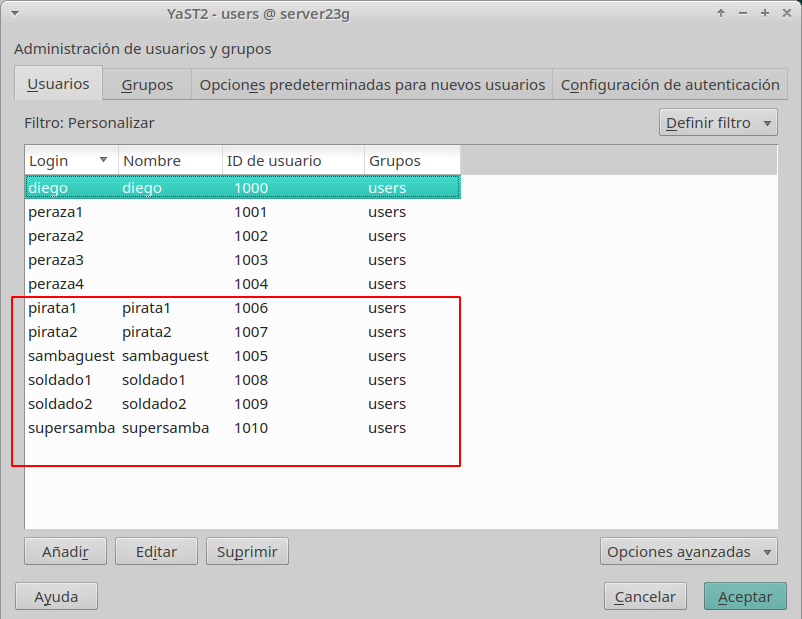 YaST2 - users @ server23g
Administración de usuarios y grupos
Usuarios Grupos Opciones predeterminadas para nuevos usuarios Configuración de autenticación
Filtro: Personalizar Definir filtro
Login Nombre ID de usuario Grupos
diego diego 1000 users
peraza1 1001 users
peraza2 1002 users
peraza3 1003 users
peraza4 1004 users
pirata1 pirata1 1006 users
pirata2 pirata2 1007 users
sambaguest sambaguest 1005 users
soldado1 soldado1 1008 users
soldado2 soldado2 1009 users
supersamba supersamba 1010 users
Añadir Editar Suprimir Opciones avanzadas
Ayuda Cancelar Aceptar